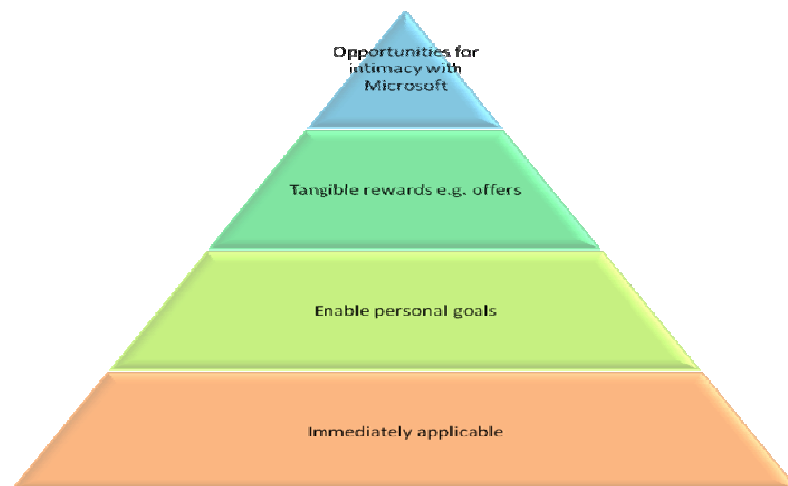 Opportunities for
intimacy with
Microsoft
Tangible rewards e.g. offers
Enable personal goals
Immediately applicable